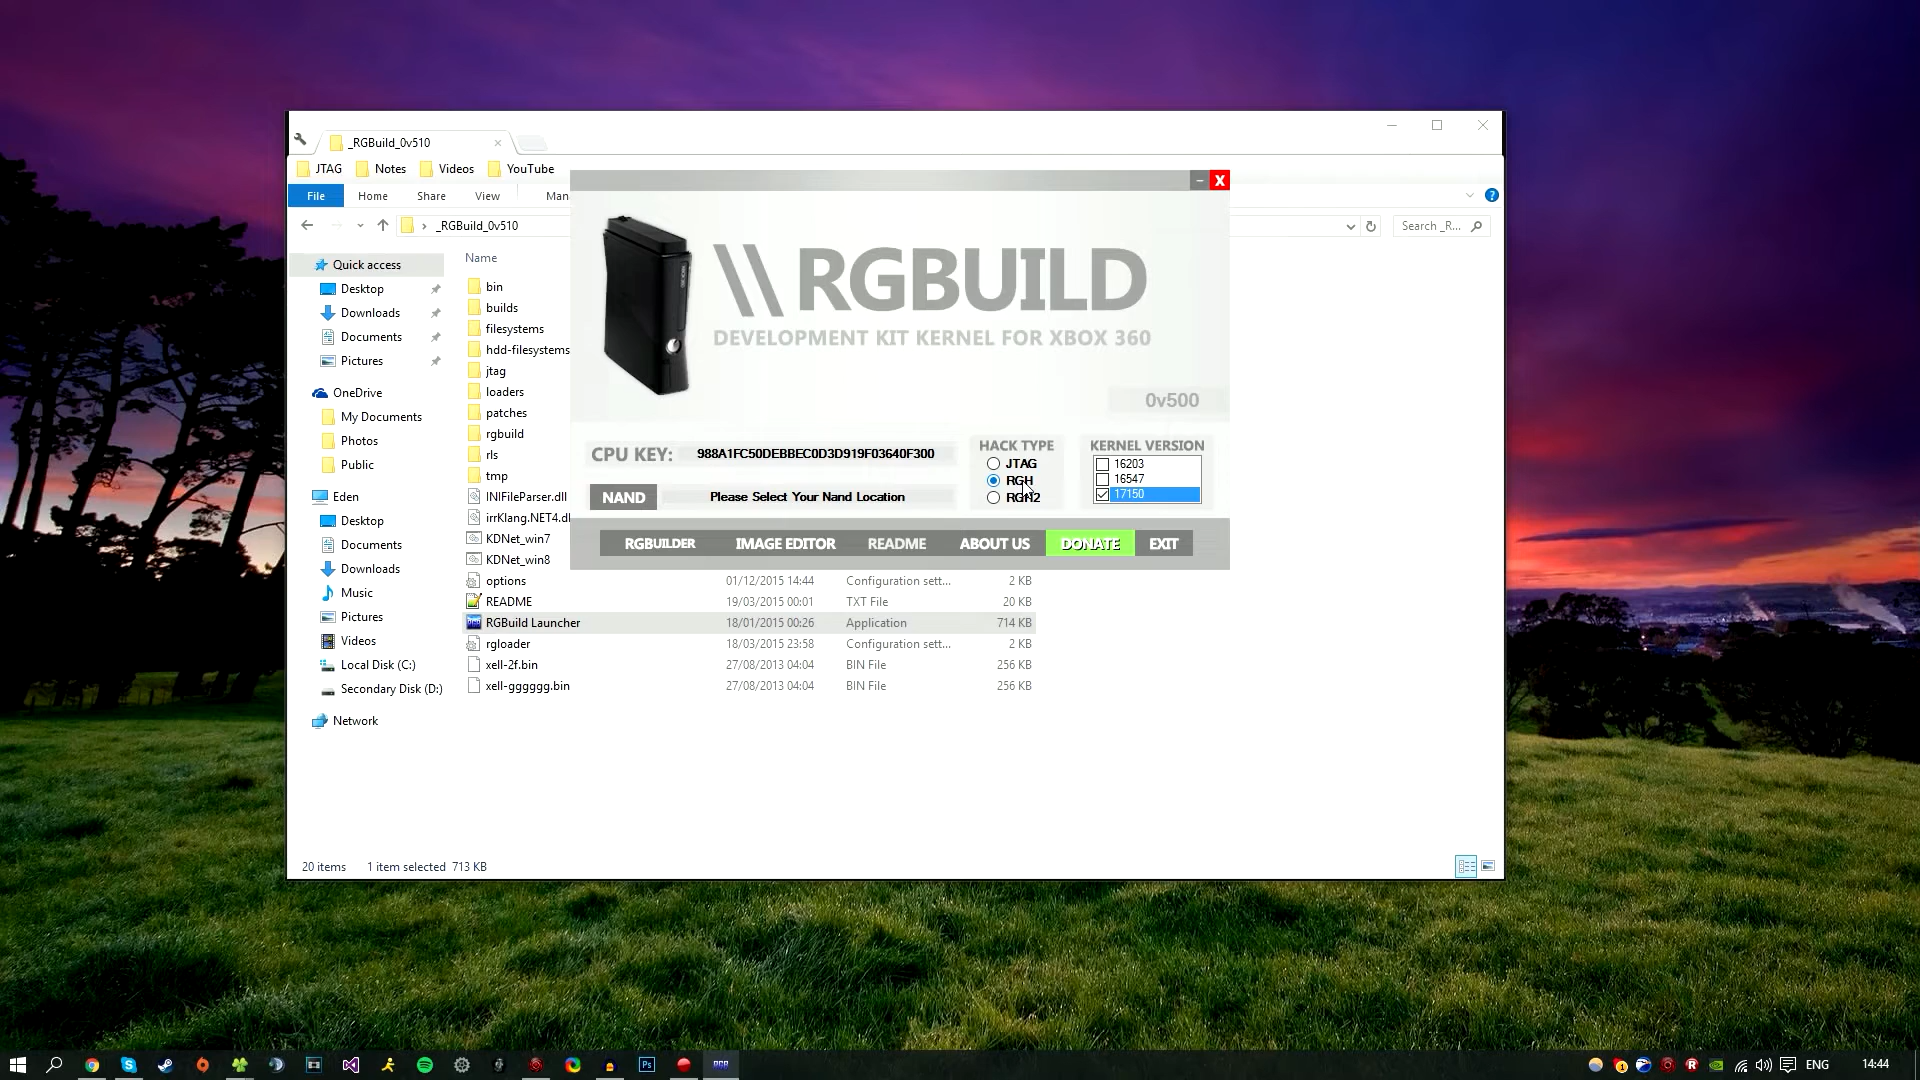 _RGBuild_0v510
JTAG Notes Videos YouTube
File Home Share View Man
_RGBuild_0v510
Search _R...
Name
Quick access
Desktop
Downloads
Documents
Pictures
OneDrive
My Documents
Photos
Public
Eden
Desktop
Documents
Downloads
Music
Pictures
Videos
Local Disk (C:)
Secondary Disk (D:)
Network
bin
builds
filesystems
hdd-filesystems
jtag
loaders
patches
rgbuild
rls
tmp
INIFileParser.dll
irrKlang.NET4.dl
KDNet_win7
KDNet_win8
options 01/12/2015 14:44 Configuration sett... 2 KB
README 19/03/2015 00:01 TXT File 20 KB
RGBuild Launcher 18/01/2015 00:26 Application 714 KB
rgloader 18/03/2015 23:58 Configuration sett... 2 KB
xell-2f.bin 27/08/2013 04:04 BIN File 256 KB
xell-gggggg.bin 27/08/2013 04:04 BIN File 256 KB
20 items 1 item selected 713 KB
X
\\RGBUILD
DEVELOPMENT KIT KERNEL FOR XBOX 360
0v500
CPU KEY: 988A1FC50DEBBEC0D3D919F03640F300
NAND Please Select Your Nand Location
HACK TYPE
JTAG
RGH
RGH2
KERNEL VERSION
16203
16547
17150
RGBUILDER IMAGE EDITOR README ABOUT US DONATE EXIT
ENG 14:44